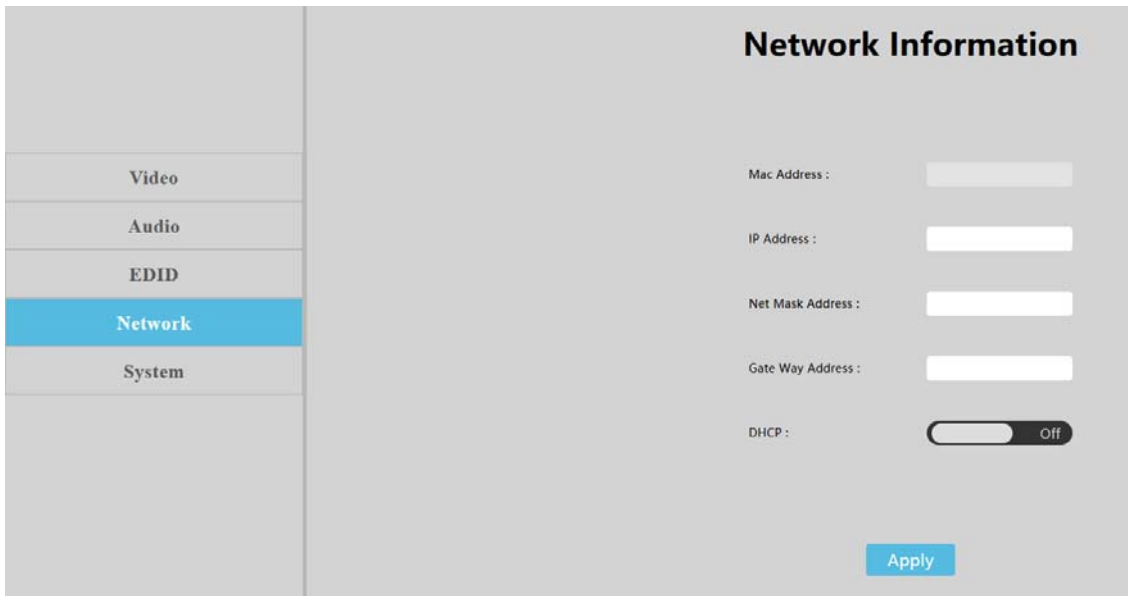 Network Information
Video
Audio
EDID
Network
System
Mac Address :
IP Address :
Net Mask Address :
Gate Way Address :
DHCP :
Off
Apply